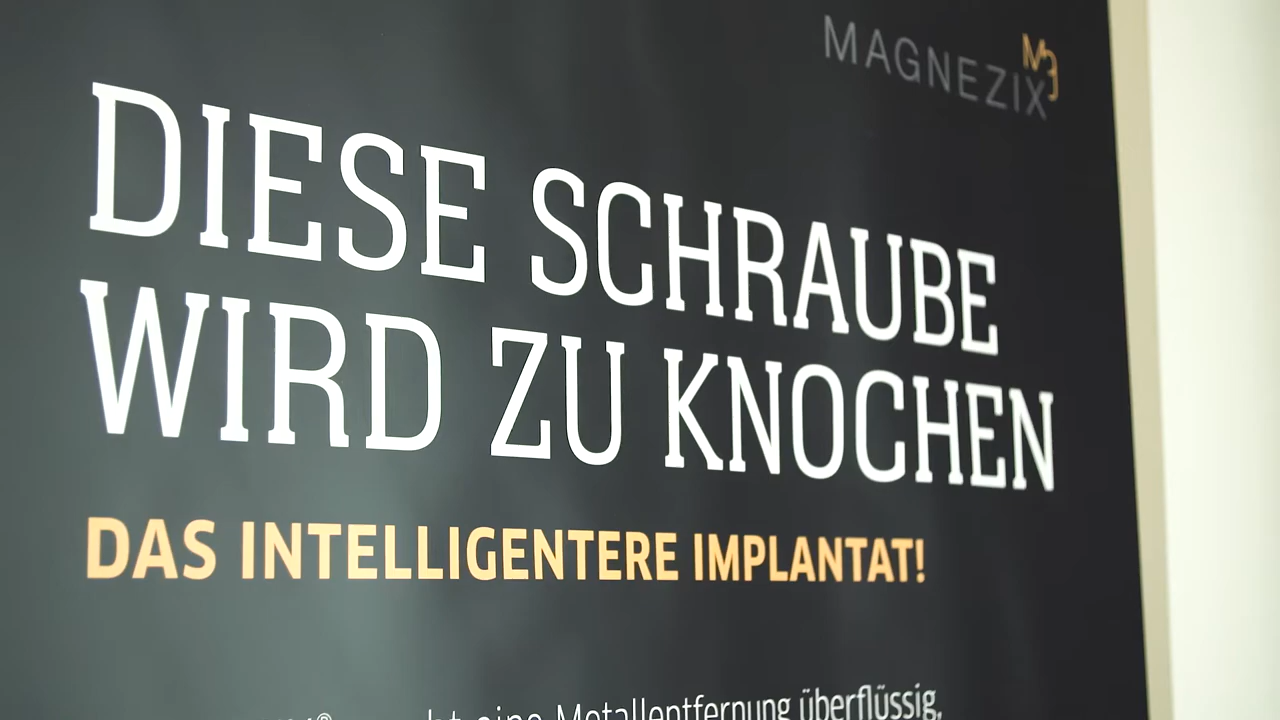 MAGNEZIX
DIESE SCHRAUBE
WIRD ZU KNOCHEN
DAS INTELLIGENTERE IMPLANTAT!
eine Metallentfernung überflüssig,